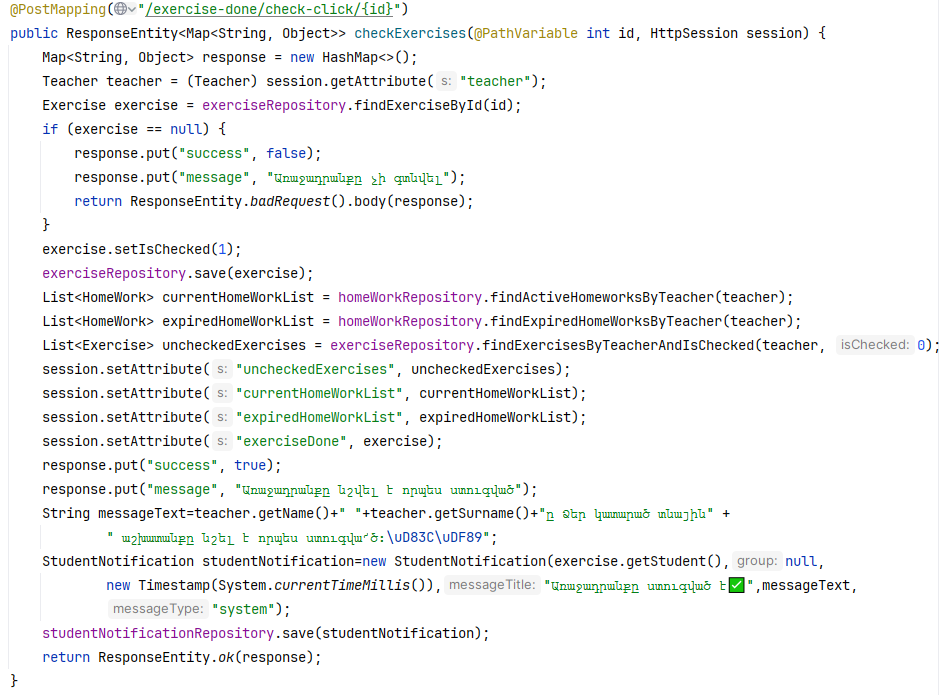 @PostMapping("/exercise-done/check-click/{id}")
public ResponseEntity<Map<String, Object>> checkExercises(@PathVariable int id, HttpSession session) {
    Map<String, Object> response = new HashMap<>();
    Teacher teacher = (Teacher) session.getAttribute( s: "teacher");
    Exercise exercise = exerciseRepository.findExerciseById(id);
    if (exercise == null) {
        response.put("success", false);
        response.put("message", "Առաջադրանքը չի գտնվել");
        return ResponseEntity.badRequest().body(response);
    }
    exercise.setIsChecked(1);
    exerciseRepository.save(exercise);
    List<HomeWork> currentHomeWorkList = homeWorkRepository.findActiveHomeworksByTeacher(teacher);
    List<HomeWork> expiredHomeWorkList = homeWorkRepository.findExpiredHomeWorksByTeacher(teacher);
    List<Exercise> uncheckedExercises = exerciseRepository.findExercisesByTeacherAndIsChecked(teacher, isChecked: 0);
    session.setAttribute( s: "uncheckedExercises", uncheckedExercises);
    session.setAttribute( s: "currentHomeWorkList", currentHomeWorkList);
    session.setAttribute( s: "expiredHomeWorkList", expiredHomeWorkList);
    session.setAttribute( s: "exerciseDone", exercise);
    response.put("success", true);
    response.put("message", "Առաջադրանքը նշվել է որպես ստուգված");
    String messageText=teacher.getName()+" "+teacher.getSurname()+"ը Ձեր կատարած տնային" +
            " աշխատանքը նշել է որպես ստուգվա՜ծ:\uD83C\uDF89";
    StudentNotification studentNotification=new StudentNotification(exercise.getStudent(), group: null,
            new Timestamp(System.currentTimeMillis()), messageTitle: "Առաջադրանքը ստուգված է✅",messageText,
            messageType: "system");
    studentNotificationRepository.save(studentNotification);
    return ResponseEntity.ok(response);
}